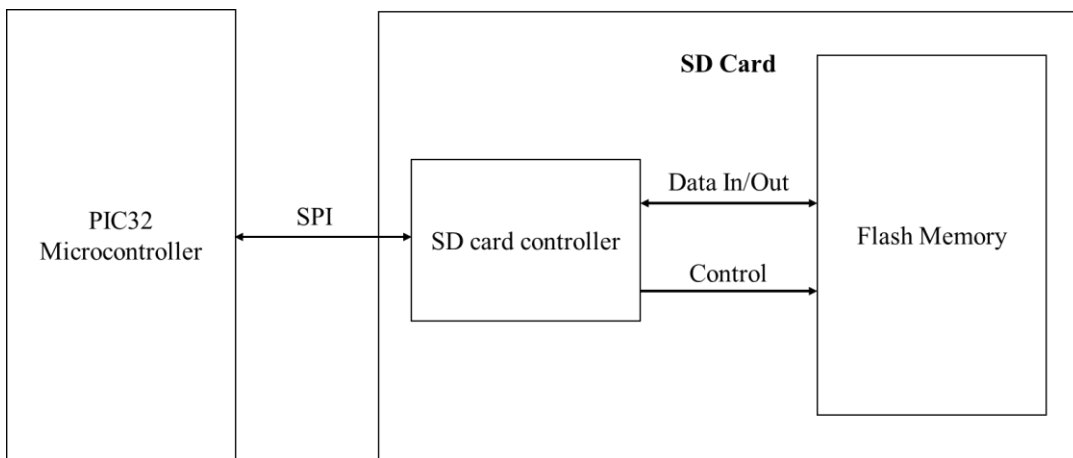 SD Card
PIC32
Microcontroller
SPI
SD card controller
Data In/Out
Control
Flash Memory